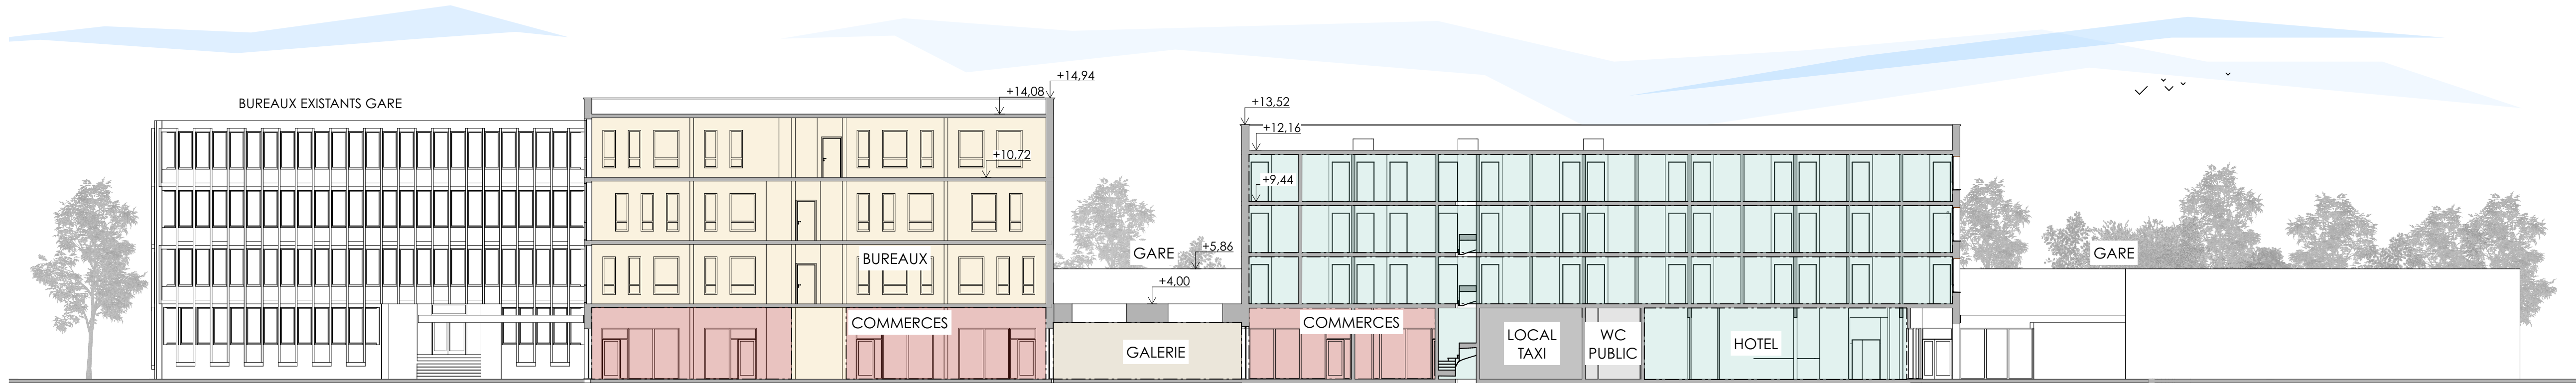 +14,94
+14,08
BUREAUX EXISTANTS GARE
+13,52
+12,16
+10,72
+9,44
+5,86
GARE
GARE
BUREAUX
+4,00
COMMERCES
COMMERCES
GALERIE
LOCAL
TAXI
WC
PUBLIC
HOTEL